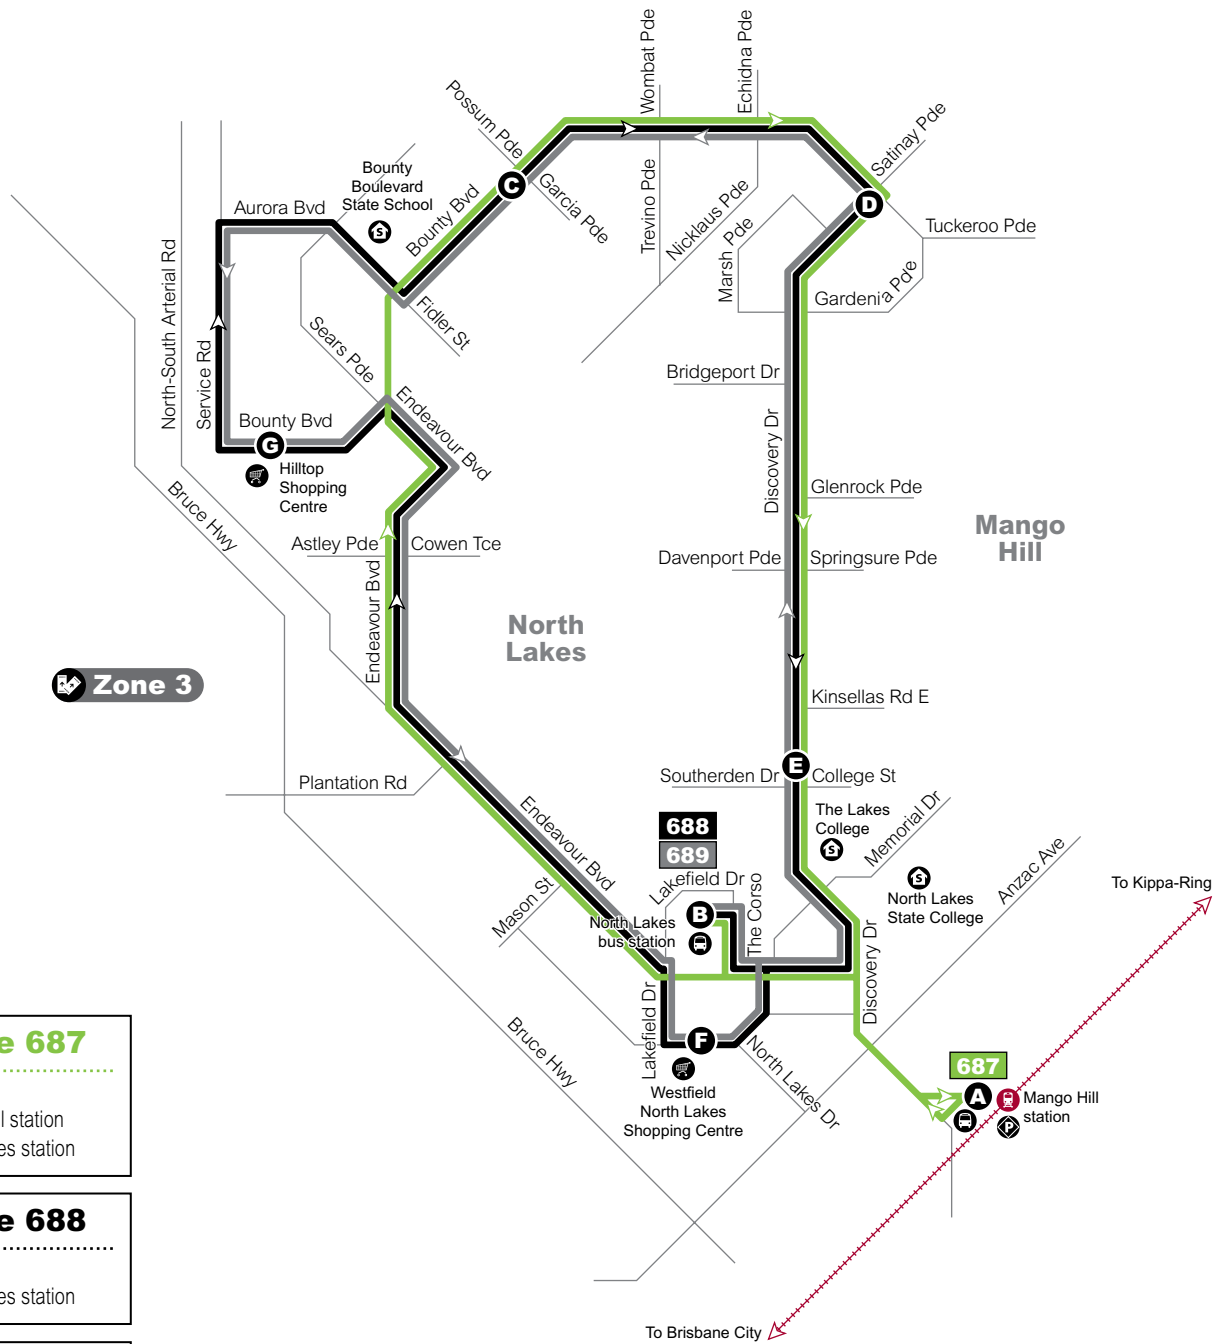 Wombat Pde
Echidna Pde
Possum Pde
Satinay Pde
Bounty
Boulevard
State School
S
Bounty Bvd
C
Garcia Pde
Trevino Pde
Nicklaus Pde
D
Aurora Bvd
Tuckeroo Pde
Marsh Pde
Gardenia Pde
North-South Arterial Rd
Fidler St
Sears Pde
Service Rd
Bridgeport Dr
Endeavour Bvd
Bounty Bvd
G
Hilltop
Shopping
Centre
Discovery Dr
Glenrock Pde
Bruce Hwy
Mango
Hill
Astley Pde
Cowen Tce
Davenport Pde
Springsure Pde
Endeavour Bvd
North
Lakes
Zone 3
Kinsellas Rd E
Plantation Rd
Southerden Dr
E
College St
The Lakes
College
S
Memorial Dr
688
689
Endeavour Bvd
Anzac Ave
Lakefield Dr
S
North Lakes
State College
To Kippa-Ring
Mason St
B
North Lakes
bus station
The Corso
Discovery Dr
Lakefield Dr
F
North Lakes Dr
Westfield
North Lakes
Shopping Centre
Bruce Hwy
687
A
Mango Hill
station
P
e 687
l station
es station
e 688
es station
To Brisbane City